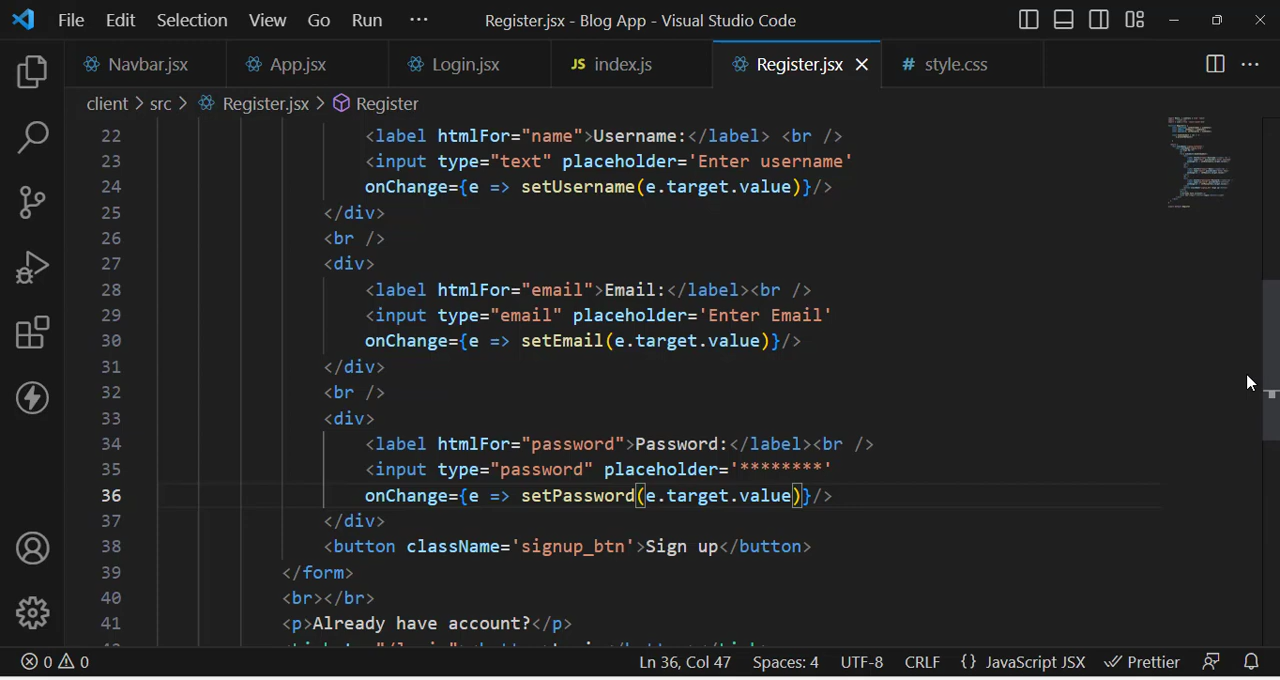 File Edit Selection View Go Run ··· Register.jsx - Blog App - Visual Studio Code
Navbar.jsx App.jsx Login.jsx JS index.js Register.jsx # style.css
client > src > Register.jsx > Register
22 <label htmlFor="name">Username:</label> <br />
23 <input type="text" placeholder='Enter username'
24 onChange={e => setUsername(e.target.value)}/>
25 </div>
26 <br />
27 <div>
28 <label htmlFor="email">Email:</label><br />
29 <input type="email" placeholder='Enter Email'
30 onChange={e => setEmail(e.target.value)}/>
31 </div>
32 <br />
33 <div>
34 <label htmlFor="password">Password:</label><br />
35 <input type="password" placeholder='********'
36 onChange={e => setPassword(e.target.value)}/>
37 </div>
38 <button className='signup_btn'>Sign up</button>
39 </form>
40 <br></br>
41 <p>Already have account?</p>
0 0 Ln 36, Col 47 Spaces: 4 UTF-8 CRLF {} JavaScript JSX Prettier